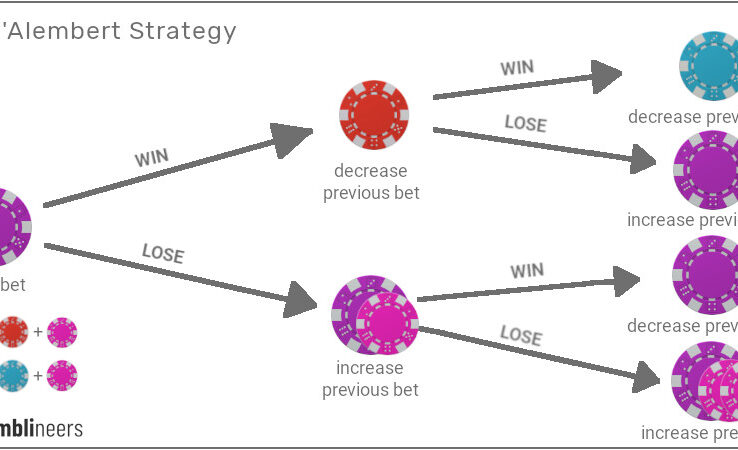 'Alembert Strategy
WIN
WIN
LOSE
decrease prev
decrease
previous bet
increase previ
LOSE
bet
WIN
decrease prev
LOSE
+
increase
previous bet
+
increase pre
mblineers